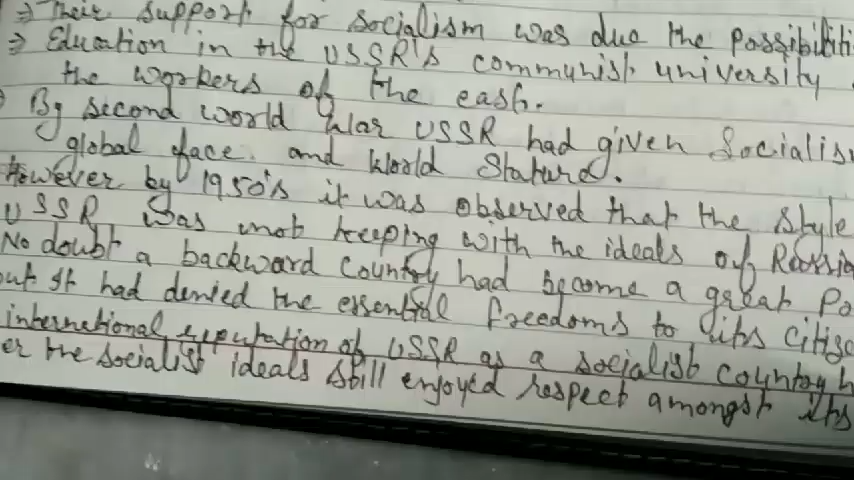 ⇒ Their support for socialism was due the possibiliti
⇒ Eduation in the USSR's communist university
the workers of the east.
By second world War USSR had given Socialis
global face. and World Stature.
However by 1950's it was observed that the style
USSR was not keeping with the ideals of Russia
No doubt a backward Country had become a great Po
out It had denied the essential freedoms to its citize
international reputation of USSR as a socialist country h
er the socialist ideals still enjoyed respect amongst its